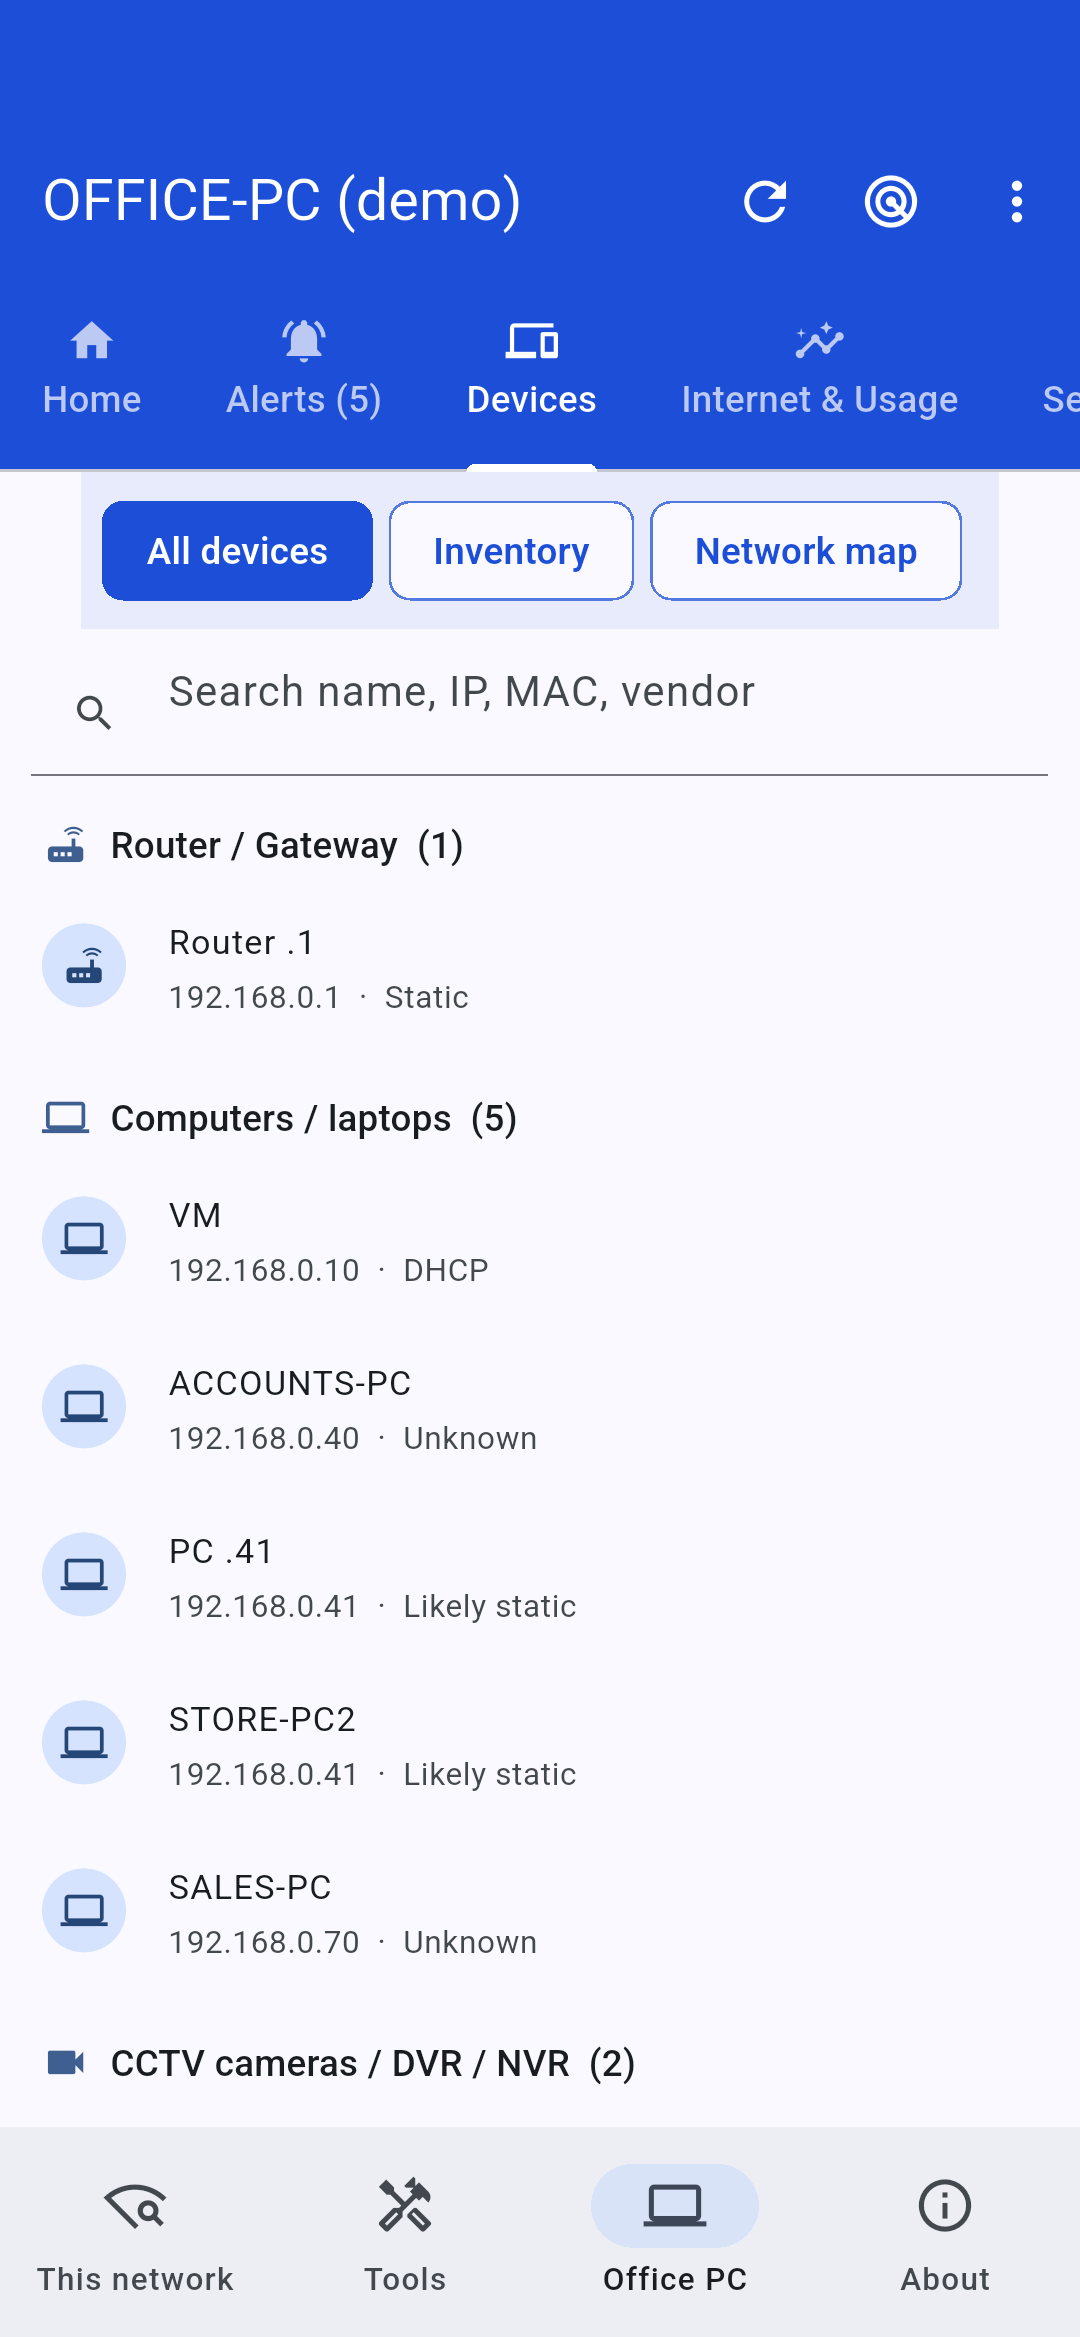 OFFICE-PC (demo)
Home
Alerts (5)
Devices
Internet & Usage
Se
All devices
Inventory
Network map
Search name, IP, MAC, vendor
Router / Gateway (1)
Router .1
192.168.0.1 · Static
Computers / laptops (5)
VM
192.168.0.10 · DHCP
ACCOUNTS-PC
192.168.0.40 · Unknown
PC .41
192.168.0.41 · Likely static
STORE-PC2
192.168.0.41 · Likely static
SALES-PC
192.168.0.70 · Unknown
CCTV cameras / DVR / NVR (2)
This network
Tools
Office PC
About